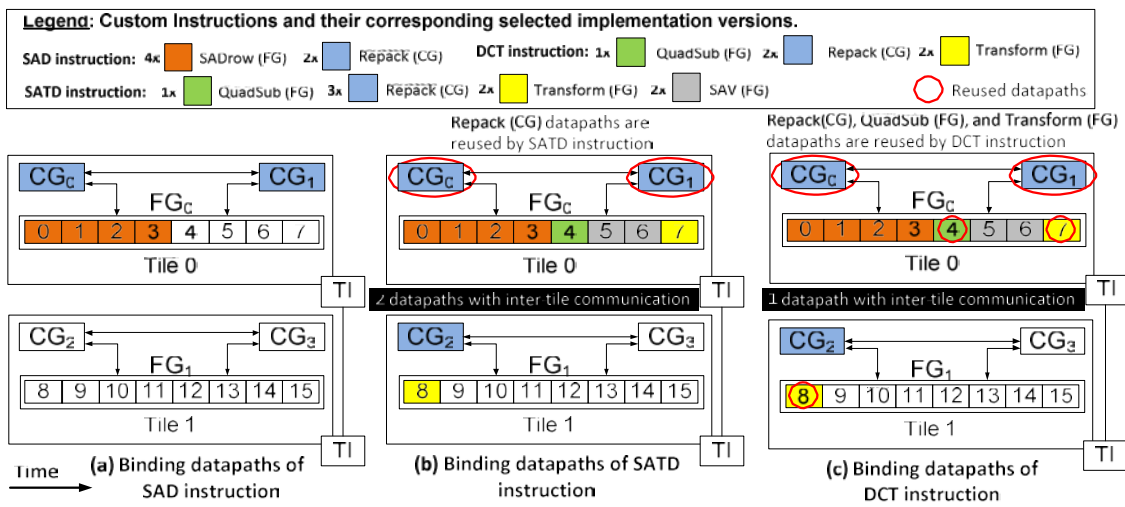 Legend: Custom Instructions and their corresponding selected implementation versions.
SAD instruction: 4x SADrow (FG) 2x Repack (CG) DCT instruction: 1x QuadSub (FG) 2x Repack (CG) 2x Transform (FG)
SATD instruction: 1x QuadSub (FG) 3x Repack (CG) 2x Transform (FG) 2x SAV (FG) Reused datapaths
Repack (CG) datapaths are
reused by SATD instruction
Repack(CG), QuadSub (FG), and Transform (FG)
datapaths are reused by DCT instruction
CG0 CG1
FG0
0 1 2 3 4 5 6 7
Tile 0
TI
CG2 CG3
FG1
8 9 10 11 12 13 14 15
Tile 1
TI
Time
(a) Binding datapaths of
SAD instruction
CG0 CG1
FG0
0 1 2 3 4 5 6 7
Tile 0
TI
2 datapaths with inter-tile communication
CG2 CG3
FG1
8 9 10 11 12 13 14 15
Tile 1
TI
(b) Binding datapaths of SATD
instruction
CG0 CG1
FG0
0 1 2 3 4 5 6 7
Tile 0
TI
1 datapath with inter-tile communication
CG2 CG3
FG1
8 9 10 11 12 13 14 15
Tile 1
TI
(c) Binding datapaths of
DCT instruction